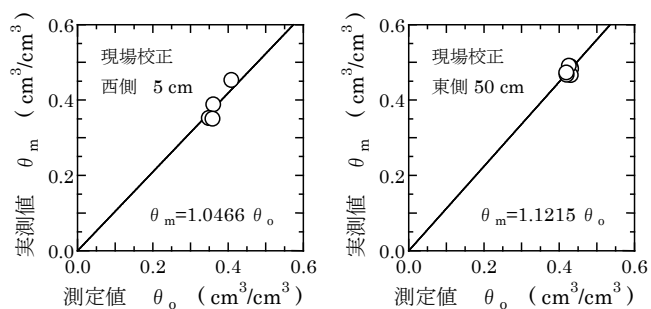 0.6
現場校正
西側 5 cm
0.4
0.2
0.0
θm=1.0466 θo
0.0 0.2 0.4 0.6
実測値 θm (cm³/cm³)
測定値 θo (cm³/cm³)
0.6
現場校正
東側 50 cm
0.4
0.2
0.0
θm=1.1215 θo
0.0 0.2 0.4 0.6
実測値 θm (cm³/cm³)
測定値 θo (cm³/cm³)